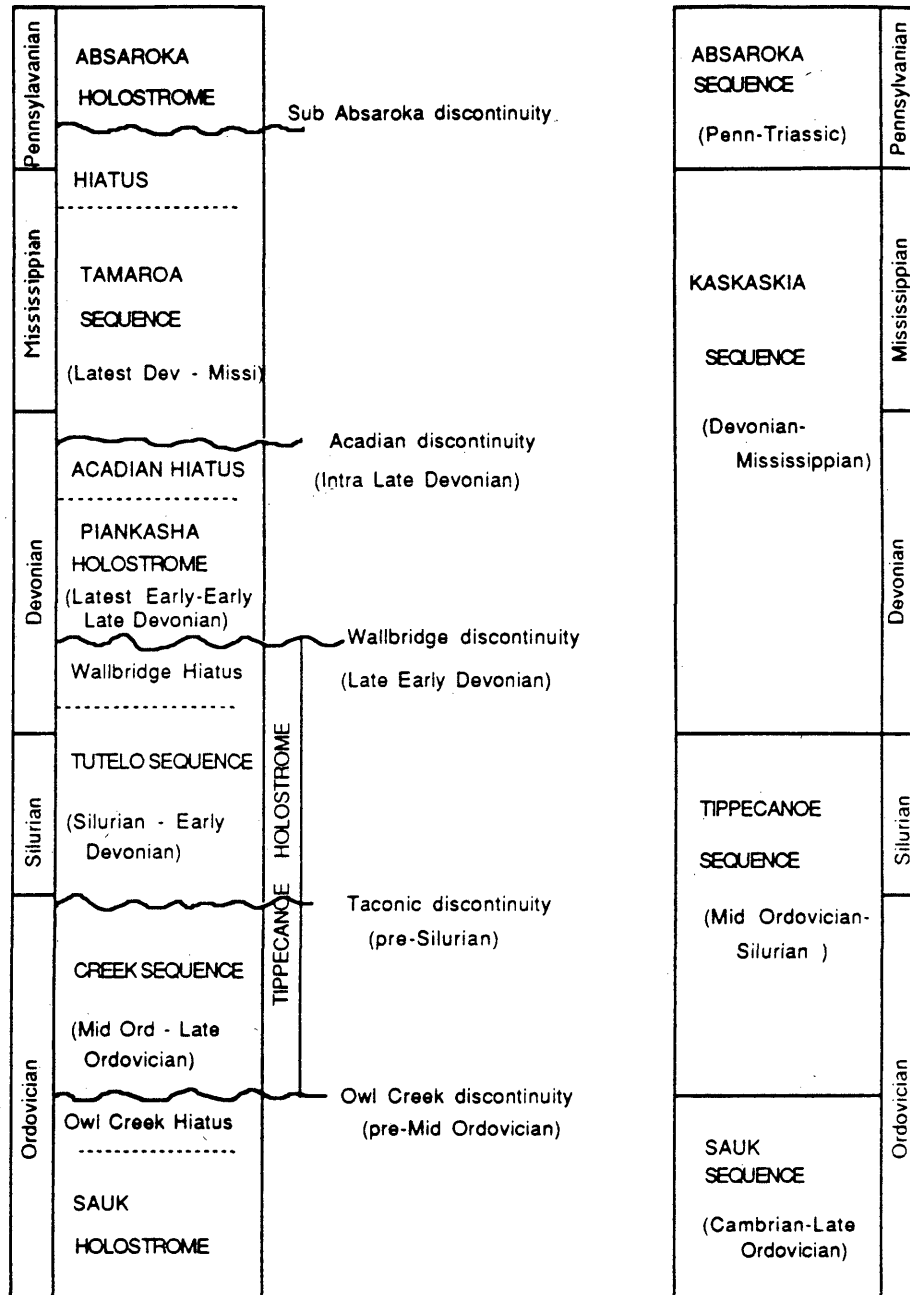 Pennsylavanian
Mississippian
Devonian
Silurian
Ordovician
ABSAROKA
HOLOSTROME
HIATUS
TAMAROA
SEQUENCE
(Latest Dev - Missi)
ACADIAN HIATUS
PIANKASHA
HOLOSTROME
(Latest Early-Early
Late Devonian)
Wallbridge Hiatus
TUTELO SEQUENCE
(Silurian - Early
Devonian)
CREEK SEQUENCE
(Mid Ord - Late
Ordovician)
Owl Creek Hiatus
SAUK
HOLOSTROME
TIPPECANOE HOLOSTROME
Sub Absaroka discontinuity
Acadian discontinuity
(Intra Late Devonian)
Wallbridge discontinuity
(Late Early Devonian)
Taconic discontinuity
(pre-Silurian)
Owl Creek discontinuity
(pre-Mid Ordovician)
ABSAROKA
SEQUENCE
(Penn-Triassic)
KASKASKIA
SEQUENCE
(Devonian-
Mississippian)
TIPPECANOE
SEQUENCE
(Mid Ordovician-
Silurian )
SAUK
SEQUENCE
(Cambrian-Late
Ordovician)
Pennsylvanian
Mississippian
Devonian
Silurian
Ordovician